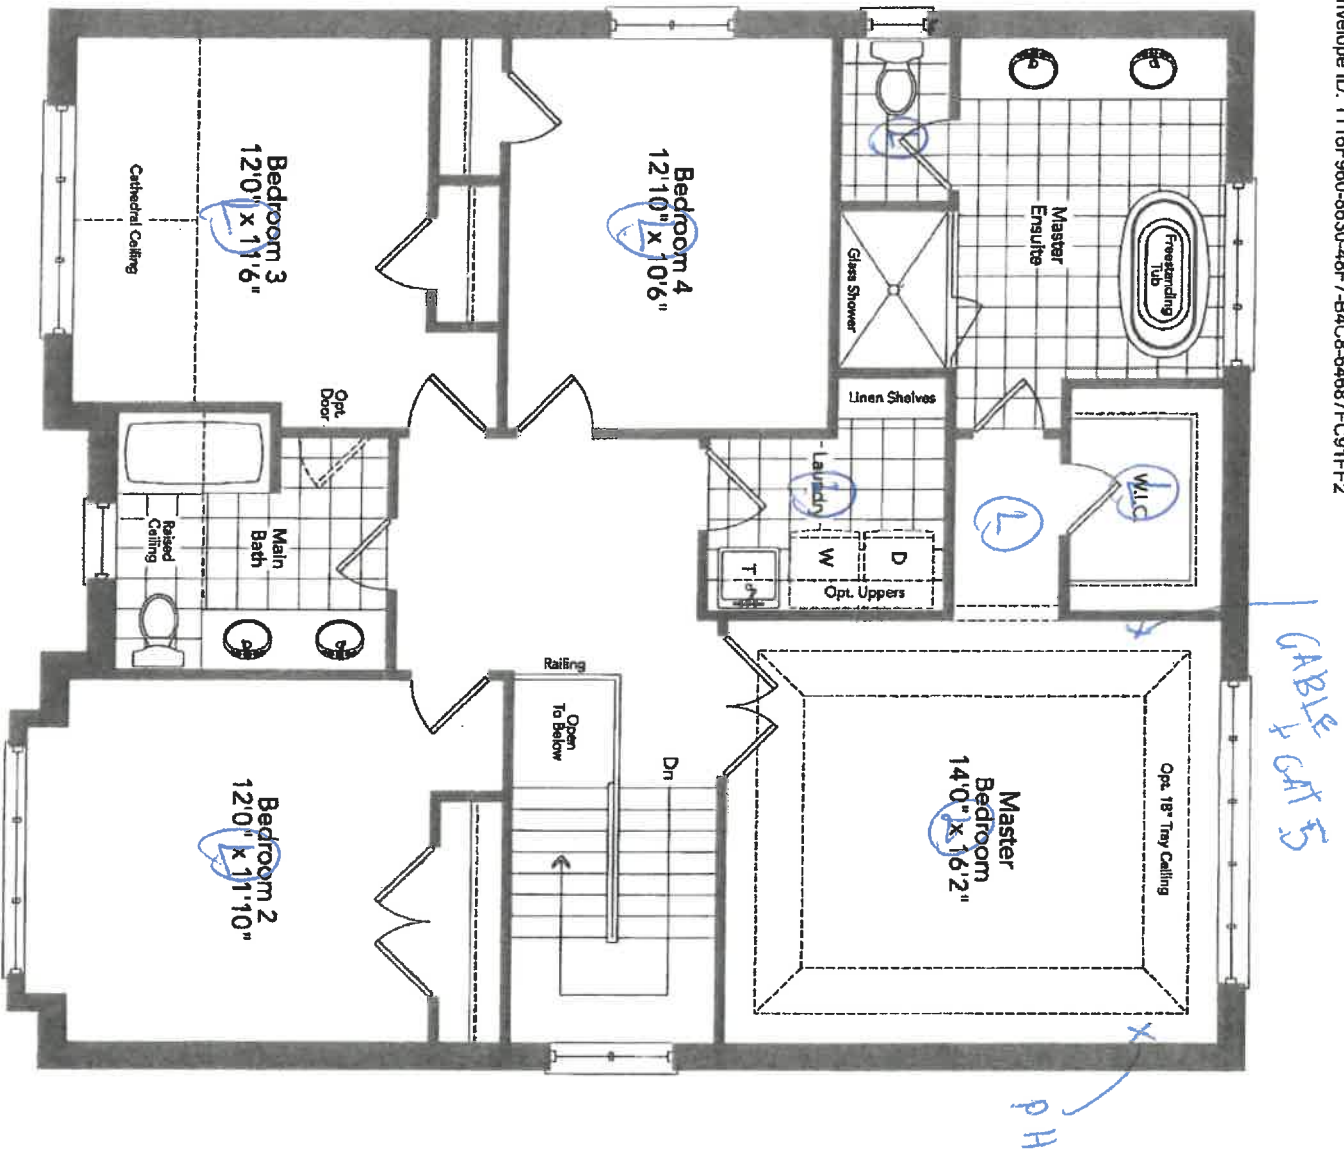 Bedroom 3
12'0" x 11'6"
Cathedral Ceiling
Bedroom 4
12'10" x 10'6"
Master
Ensuite
Freestanding
Tub
Glass Shower
Linen Shelves
Laundry
W.I.C
W
D
T
Opt. Uppers
Opt
Door
Main
Bath
Raised
Ceiling
Railing
Open
To Below
Dn
Bedroom 2
12'0" x 11'10"
Master
Bedroom
14'0" x 16'2"
Opt. 18" Tray Ceiling
L
L
L
L
L
L
1 CABLE
+ CAT 5
PH